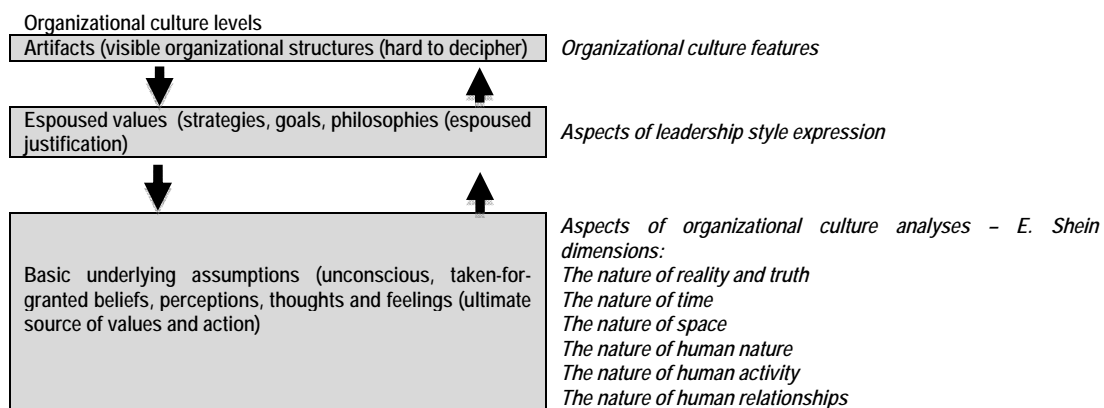 Organizational culture levels
Artifacts (visible organizational structures (hard to decipher)
Organizational culture features
Espoused values (strategies, goals, philosophies (espoused
justification)
Aspects of leadership style expression
Basic underlying assumptions (unconscious, taken-for-
granted beliefs, perceptions, thoughts and feelings (ultimate
source of values and action)
Aspects of organizational culture analyses – E. Shein
dimensions:
The nature of reality and truth
The nature of time
The nature of space
The nature of human nature
The nature of human activity
The nature of human relationships